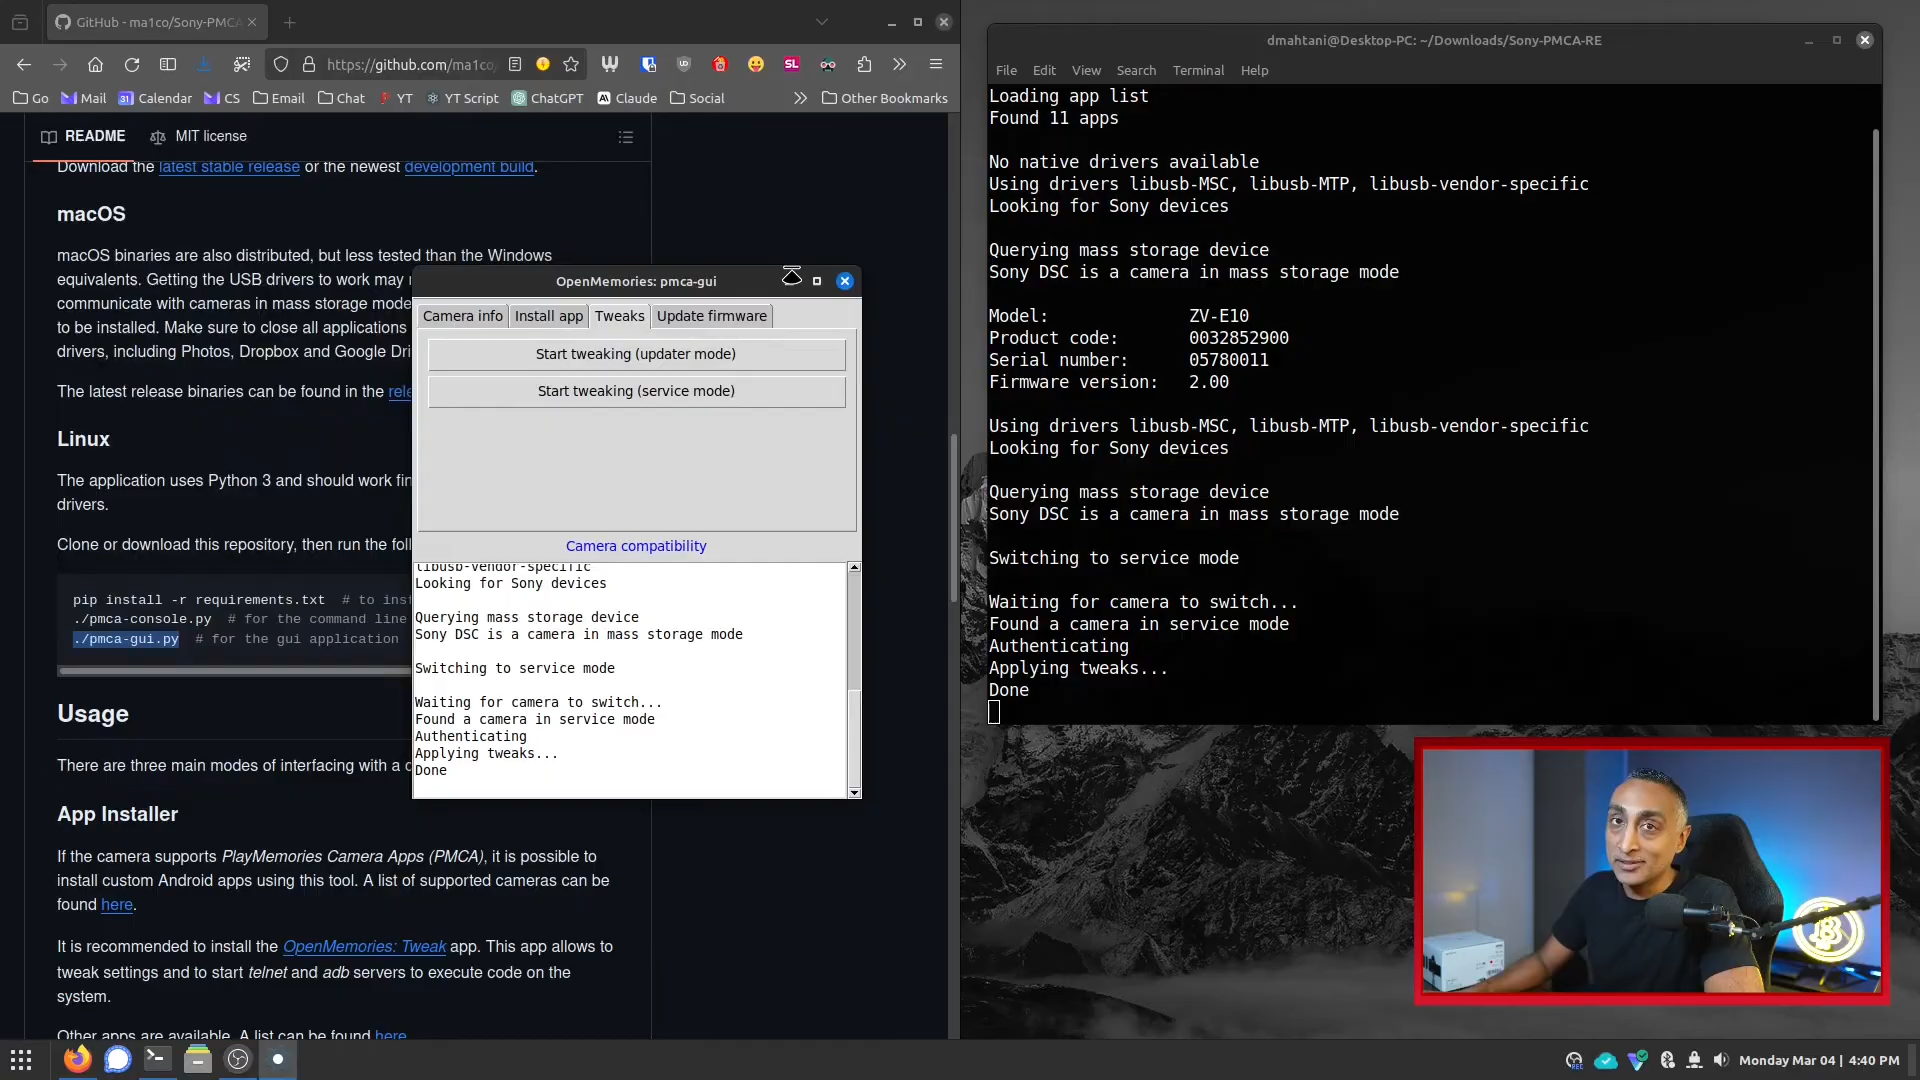 GitHub - ma1co/Sony-PMCA
https://github.com/ma1co
Go
Mail
Calendar
CS
Email
Chat
YT
YT Script
ChatGPT
Claude
Social
Other Bookmarks
README
MIT license
Download the latest stable release or the newest development build.
macOS
macOS binaries are also distributed, but less tested than the Windows
equivalents. Getting the USB drivers to work may
communicate with cameras in mass storage mode
to be installed. Make sure to close all applications
drivers, including Photos, Dropbox and Google Dri
The latest release binaries can be found in the rele
Linux
The application uses Python 3 and should work fin
drivers.
Clone or download this repository, then run the foll
pip install -r requirements.txt # to inst
./pmca-console.py # for the command line
./pmca-gui.py # for the gui application
Usage
There are three main modes of interfacing with a c
App Installer
If the camera supports PlayMemories Camera Apps (PMCA), it is possible to
install custom Android apps using this tool. A list of supported cameras can be
found here.
It is recommended to install the OpenMemories: Tweak app. This app allows to
tweak settings and to start telnet and adb servers to execute code on the
system.
Other apps are available. A list can be found here.
OpenMemories: pmca-gui
Camera info
Install app
Tweaks
Update firmware
Start tweaking (updater mode)
Start tweaking (service mode)
Camera compatibility
libusb-vendor-specific
Looking for Sony devices
Querying mass storage device
Sony DSC is a camera in mass storage mode
Switching to service mode
Waiting for camera to switch...
Found a camera in service mode
Authenticating
Applying tweaks...
Done
dmahtani@Desktop-PC: ~/Downloads/Sony-PMCA-RE
File Edit View Search Terminal Help
Loading app list
Found 11 apps
No native drivers available
Using drivers libusb-MSC, libusb-MTP, libusb-vendor-specific
Looking for Sony devices
Querying mass storage device
Sony DSC is a camera in mass storage mode
Model: ZV-E10
Product code: 0032852900
Serial number: 05780011
Firmware version: 2.00
Using drivers libusb-MSC, libusb-MTP, libusb-vendor-specific
Looking for Sony devices
Querying mass storage device
Sony DSC is a camera in mass storage mode
Switching to service mode
Waiting for camera to switch...
Found a camera in service mode
Authenticating
Applying tweaks...
Done
Monday Mar 04 | 4:40 PM